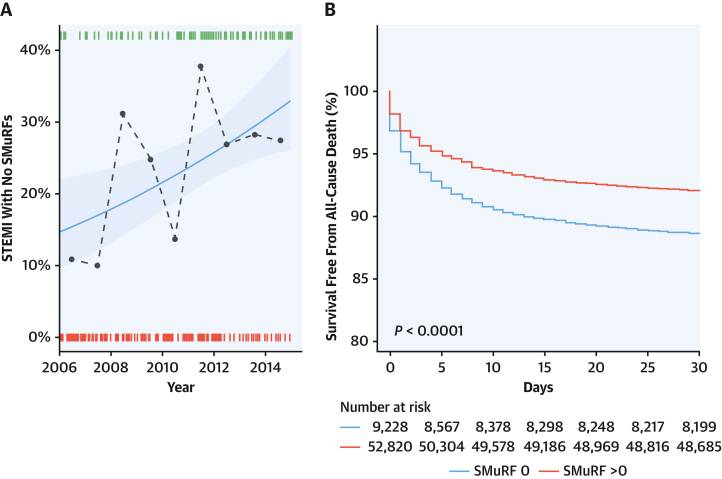 A
STEMI With No SMuRFs
40%
30%
20%
10%
0%
2006 2008 2010 2012 2014
Year
B
Survival Free From All-Cause Death (%)
100
95
90
85
80
P < 0.0001
0 5 10 15 20 25 30
Days
Number at risk
9,228 8,567 8,378 8,298 8,248 8,217 8,199
52,820 50,304 49,578 49,186 48,969 48,816 48,685
SMuRF 0 SMuRF >0